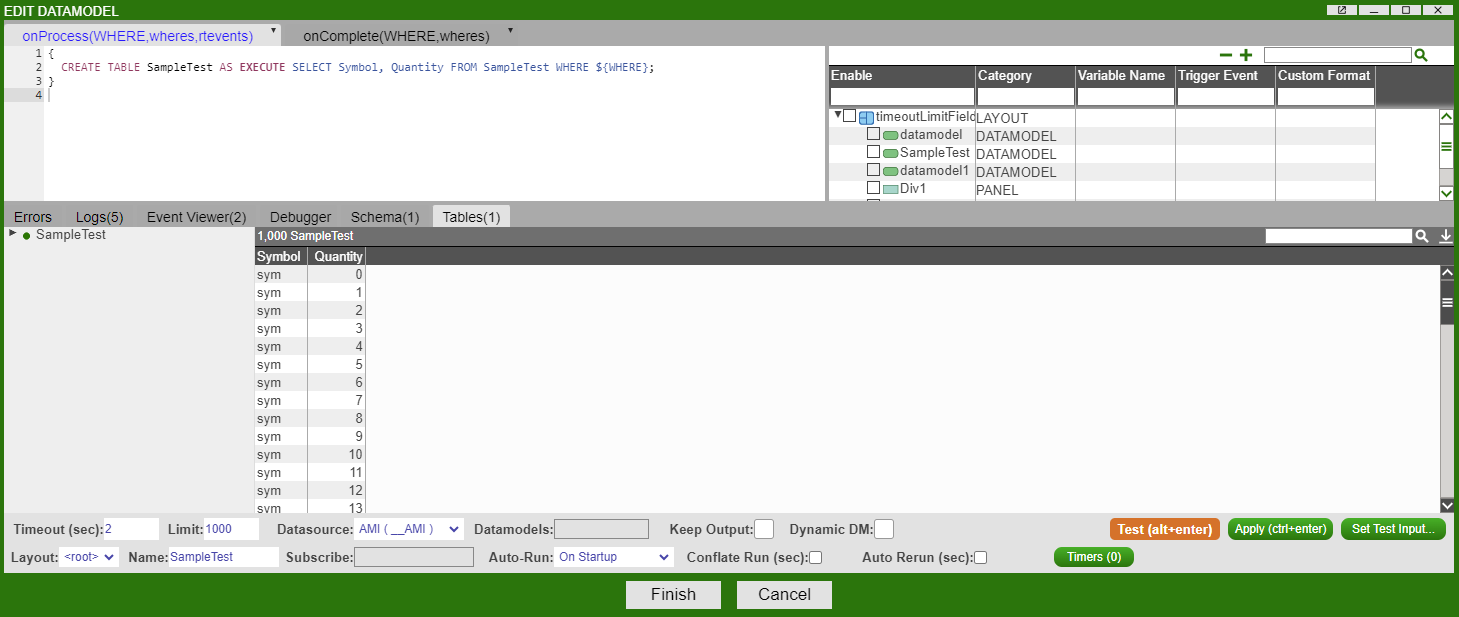 EDIT DATAMODEL
onProcess(WHERE,wheres,rtevents) onComplete(WHERE,wheres)
1 {
2 CREATE TABLE SampleTest AS EXECUTE SELECT Symbol, Quantity FROM SampleTest WHERE ${WHERE};
3 }
4
Enable Category Variable Name Trigger Event Custom Format
timeoutLimitField LAYOUT
datamodel DATAMODEL
SampleTest DATAMODEL
datamodel1 DATAMODEL
Div1 PANEL
Errors Logs(5) Event Viewer(2) Debugger Schema(1) Tables(1)
SampleTest
1,000 SampleTest
Symbol Quantity
sym 0
sym 1
sym 2
sym 3
sym 4
sym 5
sym 6
sym 7
sym 8
sym 9
sym 10
sym 11
sym 12
sym 13
Timeout (sec):2 Limit:1000 Datasource: AMI ( __AMI ) Datamodels: Keep Output: Dynamic DM: Test (alt+enter) Apply (ctrl+enter) Set Test Input...
Layout: <root> Name:SampleTest Subscribe: Auto-Run: On Startup Conflate Run (sec): Auto Rerun (sec): Timers (0)
Finish Cancel